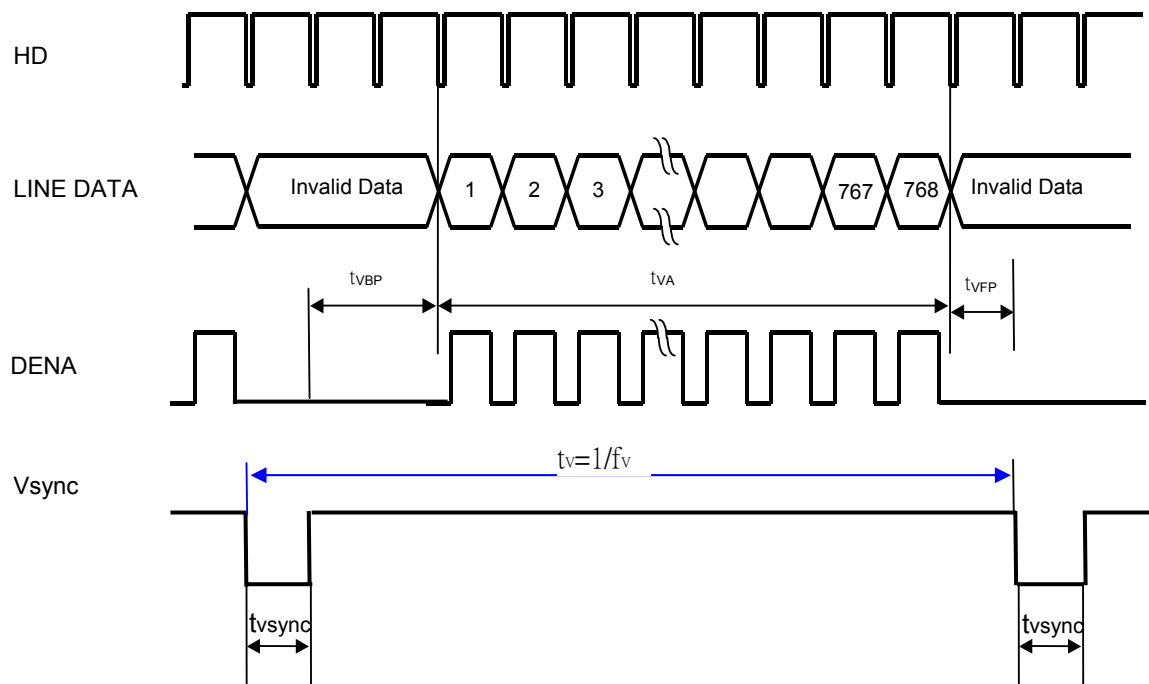 HD
LINE DATA
Invalid Data
1
2
3
767
768
Invalid Data
tVBP
tVA
tVFP
DENA
tv=1/fv
Vsync
tvsync
tvsync